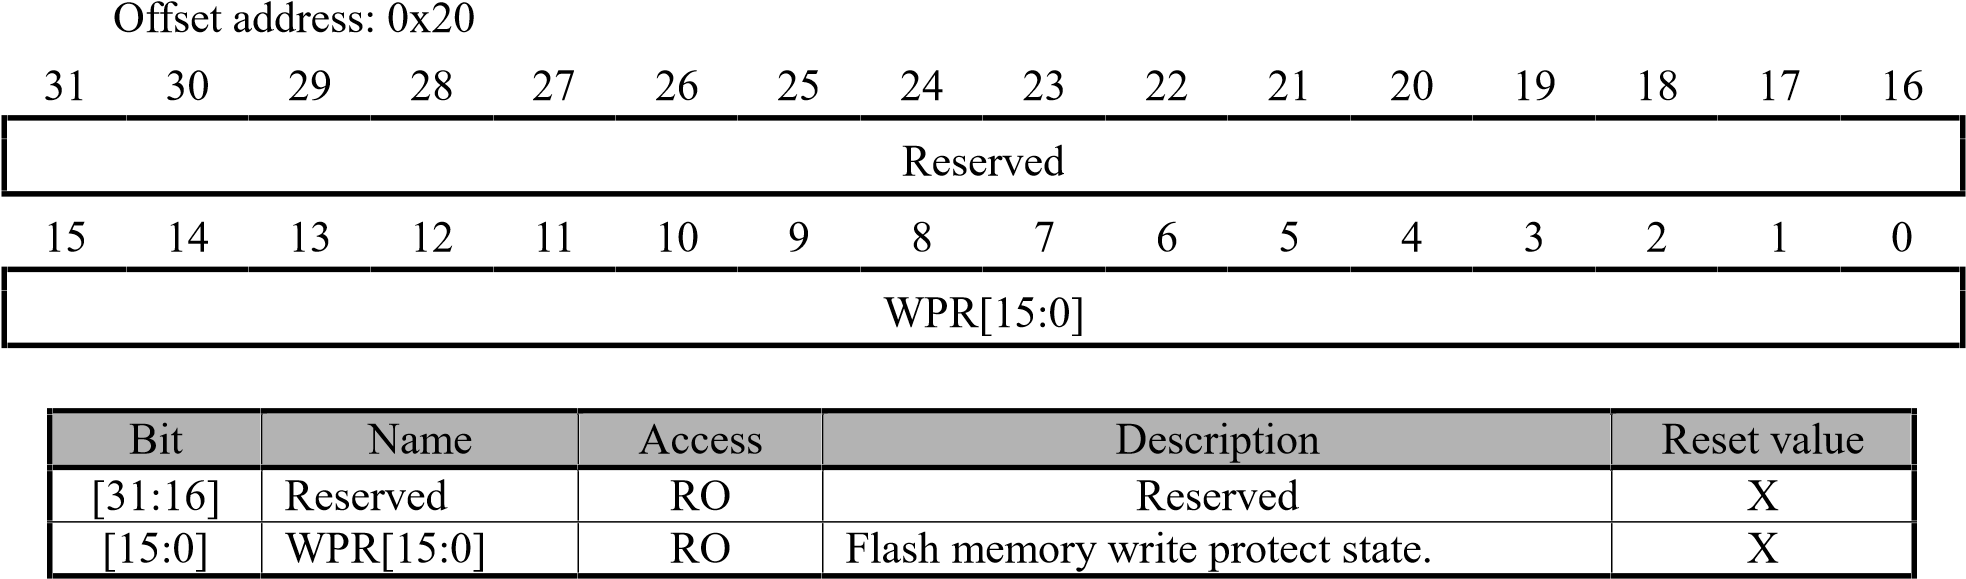 Offset address: 0x20
31 30 29 28 27 26 25 24 23 22 21 20 19 18 17 16
Reserved
15 14 13 12 11 10 9 8 7 6 5 4 3 2 1 0
WPR[15:0]
Bit Name Access Description Reset value
[31:16] Reserved RO Reserved X
[15:0] WPR[15:0] RO Flash memory write protect state. X